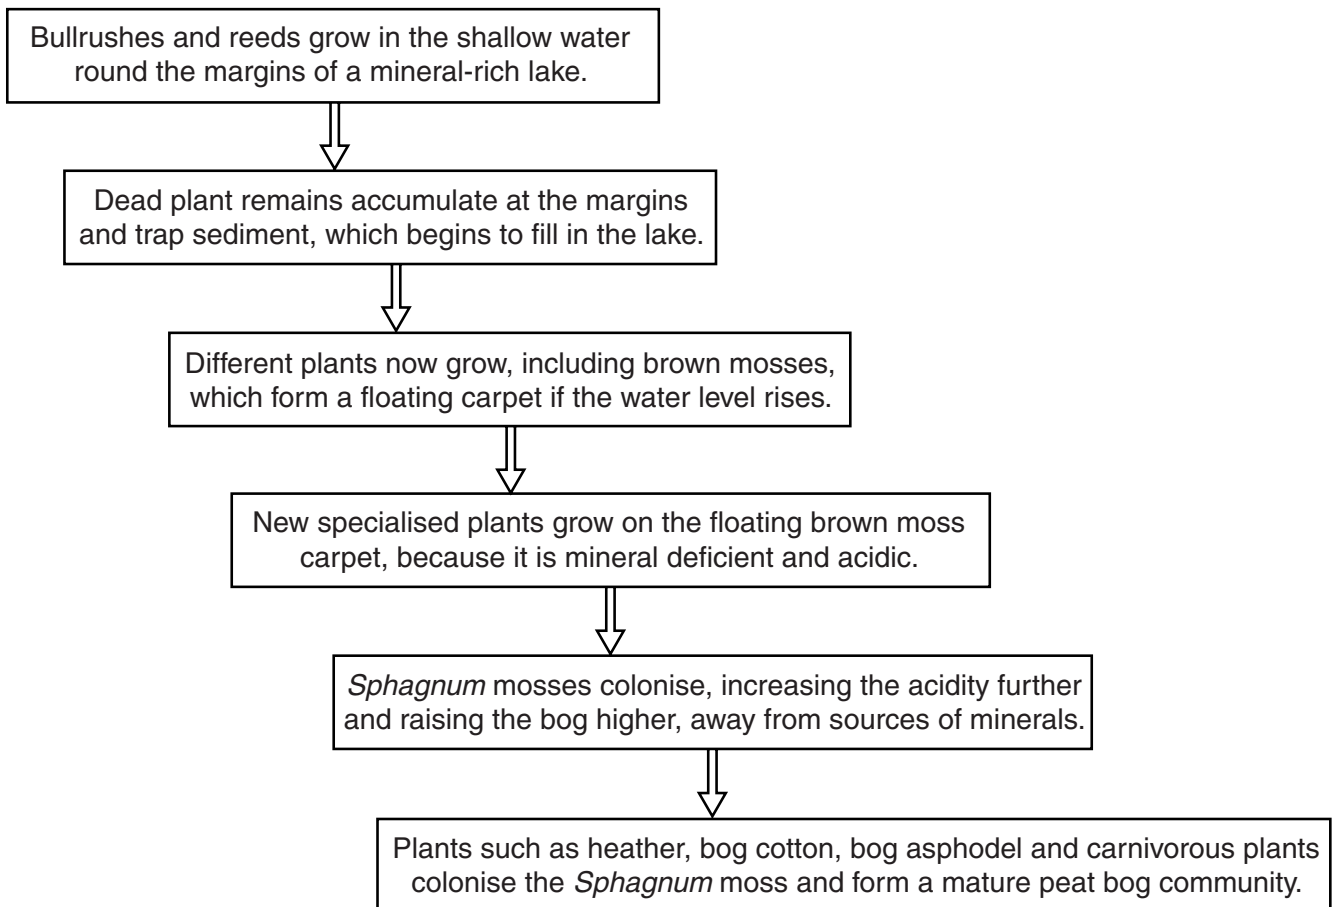 Bullrushes and reeds grow in the shallow water
round the margins of a mineral-rich lake.
Dead plant remains accumulate at the margins
and trap sediment, which begins to fill in the lake.
Different plants now grow, including brown mosses,
which form a floating carpet if the water level rises.
New specialised plants grow on the floating brown moss
carpet, because it is mineral deficient and acidic.
Sphagnum mosses colonise, increasing the acidity further
and raising the bog higher, away from sources of minerals.
Plants such as heather, bog cotton, bog asphodel and carnivorous plants
colonise the Sphagnum moss and form a mature peat bog community.